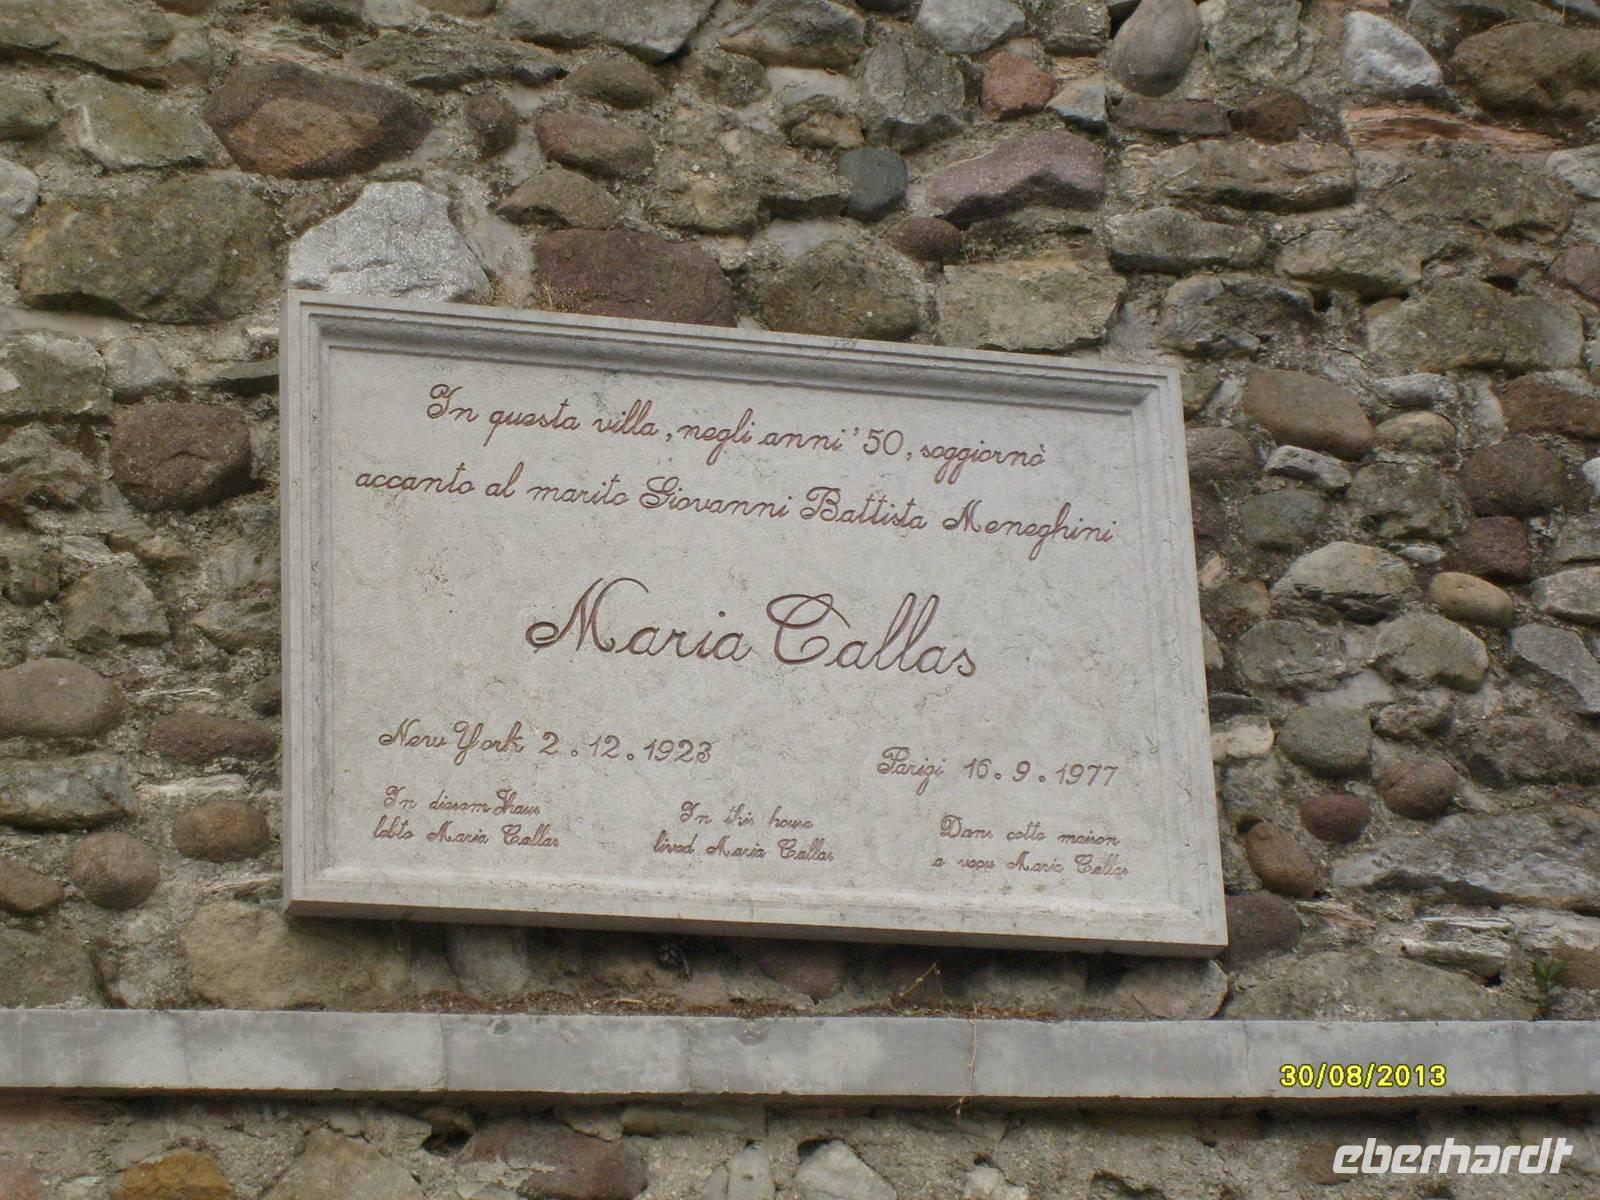 In questa villa, negli anni '50, soggiornò
accanto al marito Giovanni Battista Meneghini
Maria Callas
New York 2.12.1923
Parigi 16.9.1977
In diesem Haus
lebte Maria Callas
In this house
lived Maria Callas
Dans cette maison
a veçu Maria Callas
30/08/2013
eberhardt